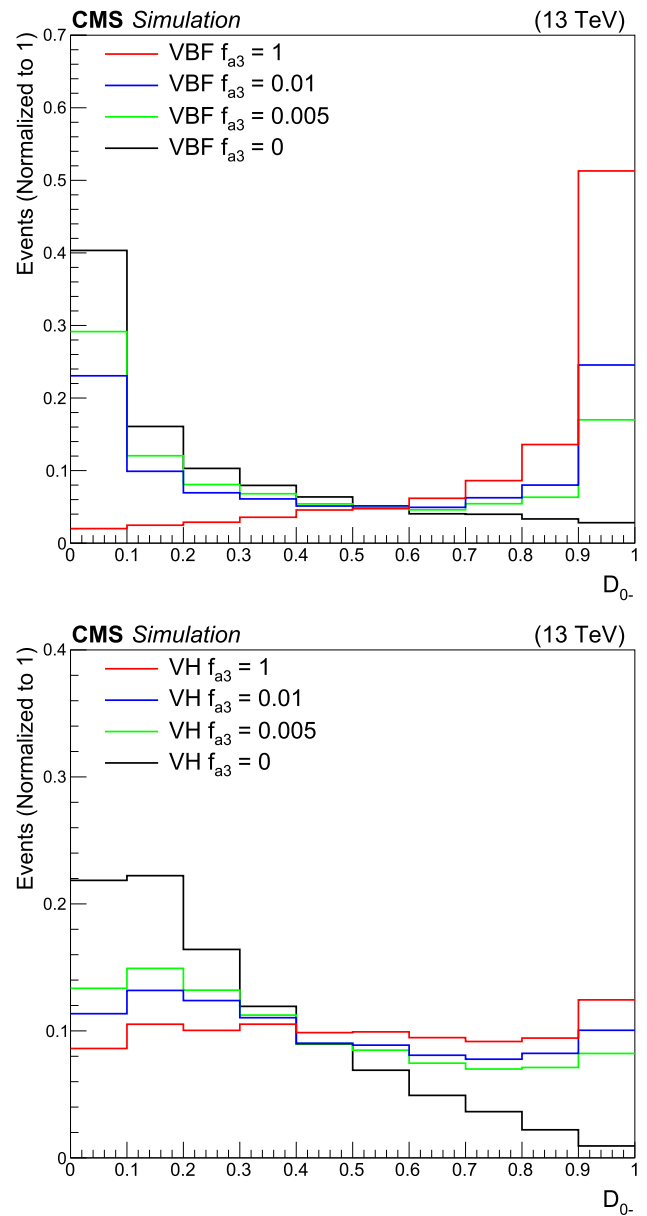 CMS Simulation (13 TeV)
Events (Normalized to 1)
0.7
0.6
0.5
0.4
0.3
0.2
0.1
0
VBF fa3 = 1
VBF fa3 = 0.01
VBF fa3 = 0.005
VBF fa3 = 0
0 0.1 0.2 0.3 0.4 0.5 0.6 0.7 0.8 0.9 1
D0-
CMS Simulation (13 TeV)
Events (Normalized to 1)
0.4
0.3
0.2
0.1
0
VH fa3 = 1
VH fa3 = 0.01
VH fa3 = 0.005
VH fa3 = 0
0 0.1 0.2 0.3 0.4 0.5 0.6 0.7 0.8 0.9 1
D0-